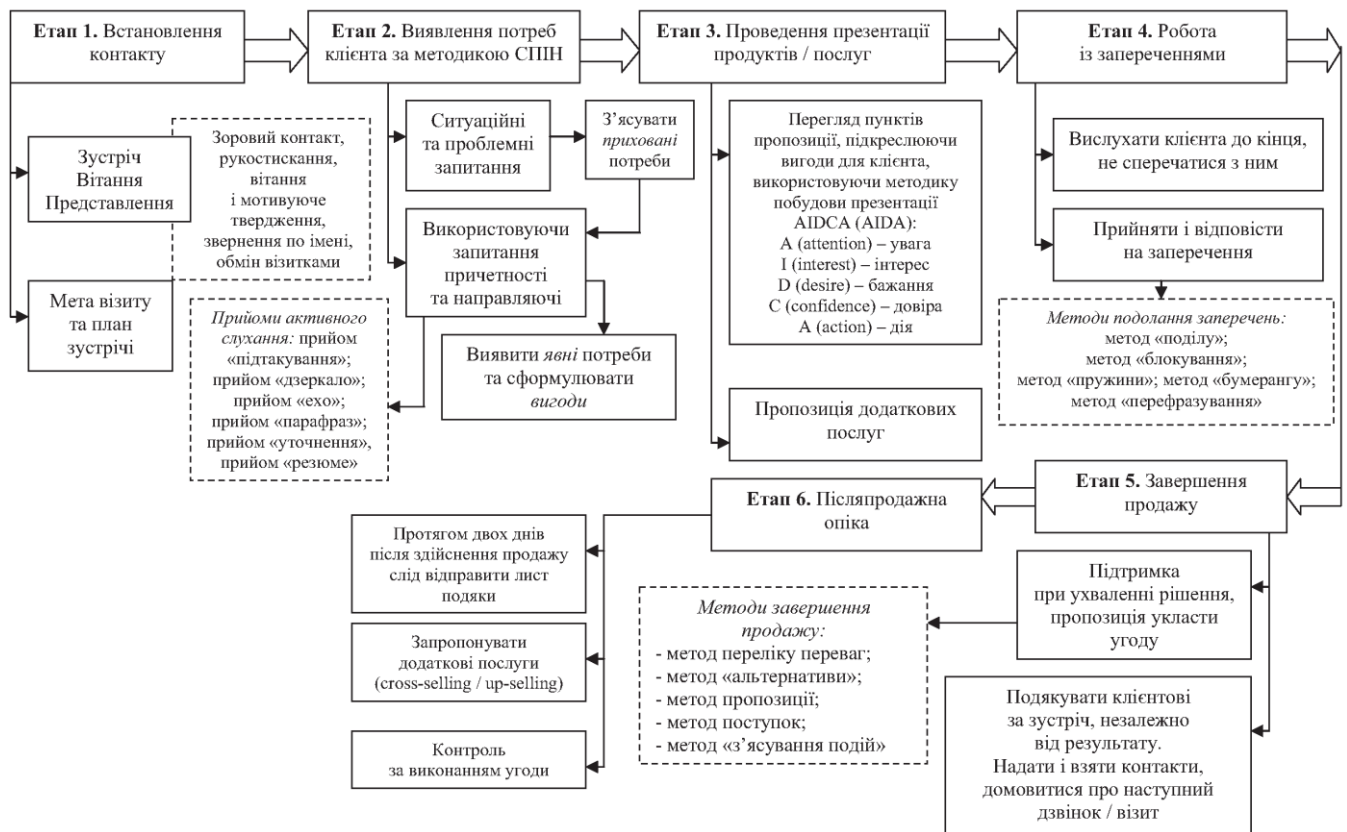 Етап 1. Встановлення
контакту
Зустріч
Вітання
Представлення
Зоровий контакт,
рукостискання,
вітання
і мотивуюче
твердження,
звернення по імені,
обмін візитками
Мета візиту
та план
зустрічі
Етап 2. Виявлення потреб
клієнта за методикою СПІН
Ситуаційні
та проблемні
запитання
З’ясувати
приховані
потреби
Використовуючи
запитання
причетності
та направляючі
Прийоми активного
слухання: прийом
«підтакування»;
прийом «дзеркало»;
прийом «ехо»;
прийом «парафраз»;
прийом «уточнення»,
прийом «резюме»
Виявити явні потреби
та сформулювати
вигоди
Етап 3. Проведення презентації
продуктів / послуг
Перегляд пунктів
пропозиції, підкреслюючи
вигоди для клієнта,
використовуючи методику
побудови презентації
AIDCA (AIDA):
A (attention) – увага
I (interest) – інтерес
D (desire) – бажання
C (confidence) – довіра
A (action) – дія
Пропозиція додаткових
послуг
Етап 4. Робота
із запереченнями
Вислухати клієнта до кінця,
не сперечатися з ним
Прийняти і відповісти
на заперечення
Методи подолання заперечень:
метод «поділу»;
метод «блокування»;
метод «пружини»; метод «бумерангу»;
метод «перефразування»
Етап 5. Завершення
продажу
Підтримка
при ухваленні рішення,
пропозиція укласти
угоду
Методи завершення
продажу:
- метод переліку переваг;
- метод «альтернативи»;
- метод пропозиції;
- метод поступок;
- метод «з’ясування подій»
Подякувати клієнтові
за зустріч, незалежно
від результату.
Надати і взяти контакти,
домовитися про наступний
дзвінок / візит
Етап 6. Післяпродажна
опіка
Протягом двох днів
після здійснення продажу
слід відправити лист
подяки
Запропонувати
додаткові послуги
(cross-selling / up-selling)
Контроль
за виконанням угоди